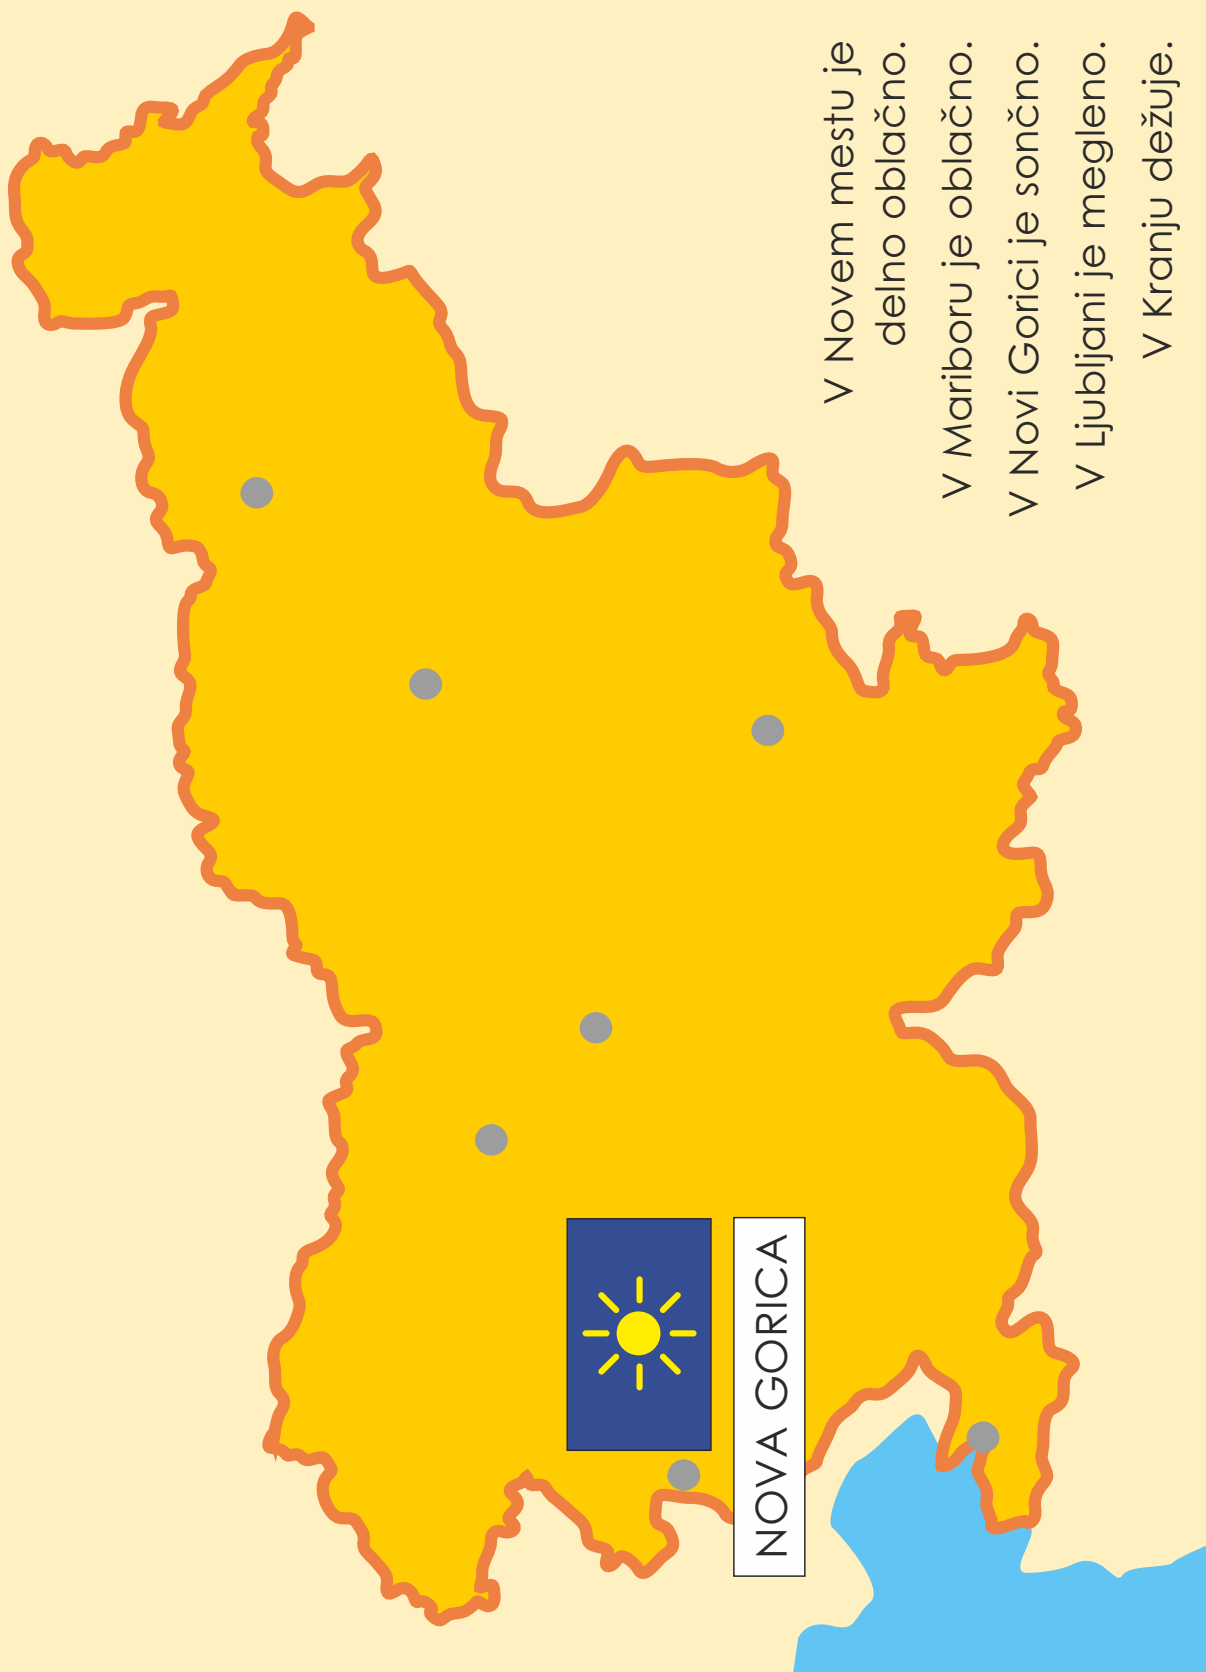 V Novem mestu je
delno oblačno.
V Mariboru je oblačno.
V Novi Gorici je sončno.
V Ljubljani je megleno.
V Kranju dežuje.
NOVA GORICA